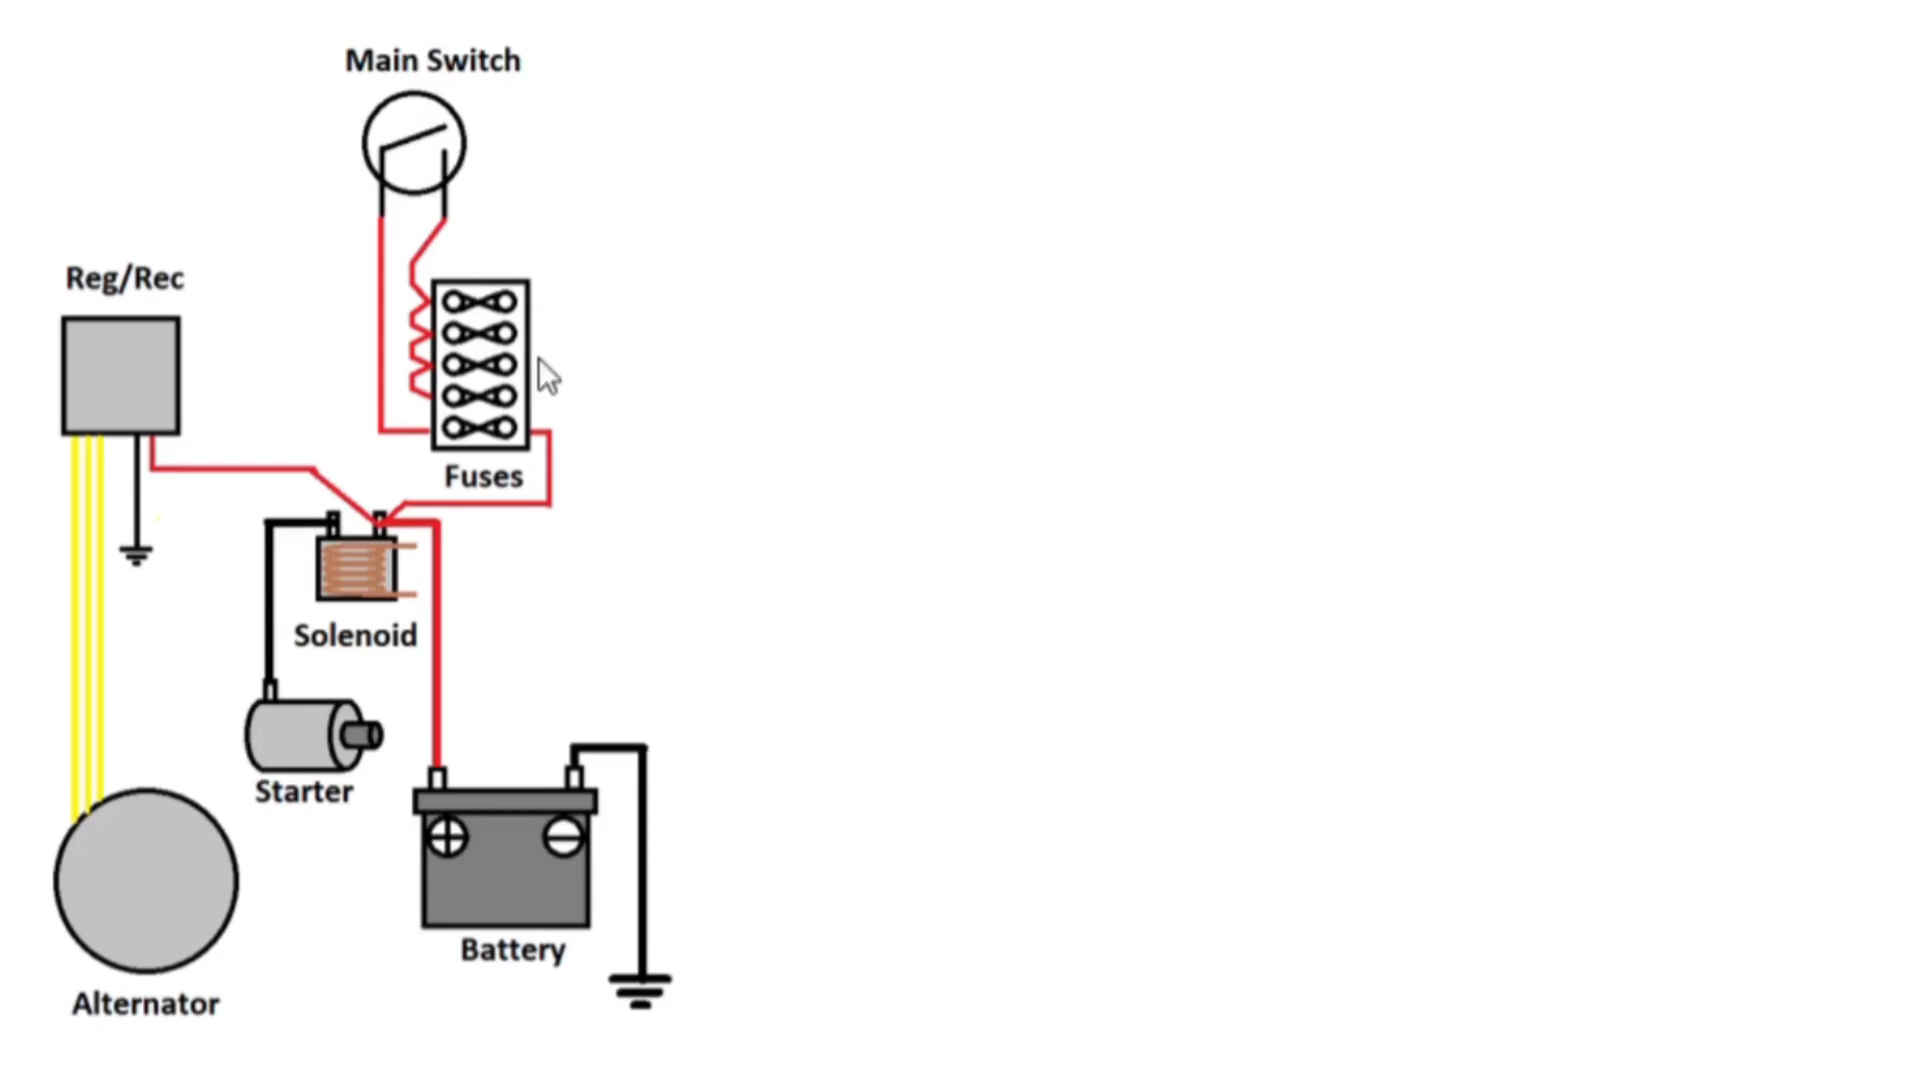 Main Switch
Reg/Rec
Fuses
Solenoid
Starter
Battery
Alternator